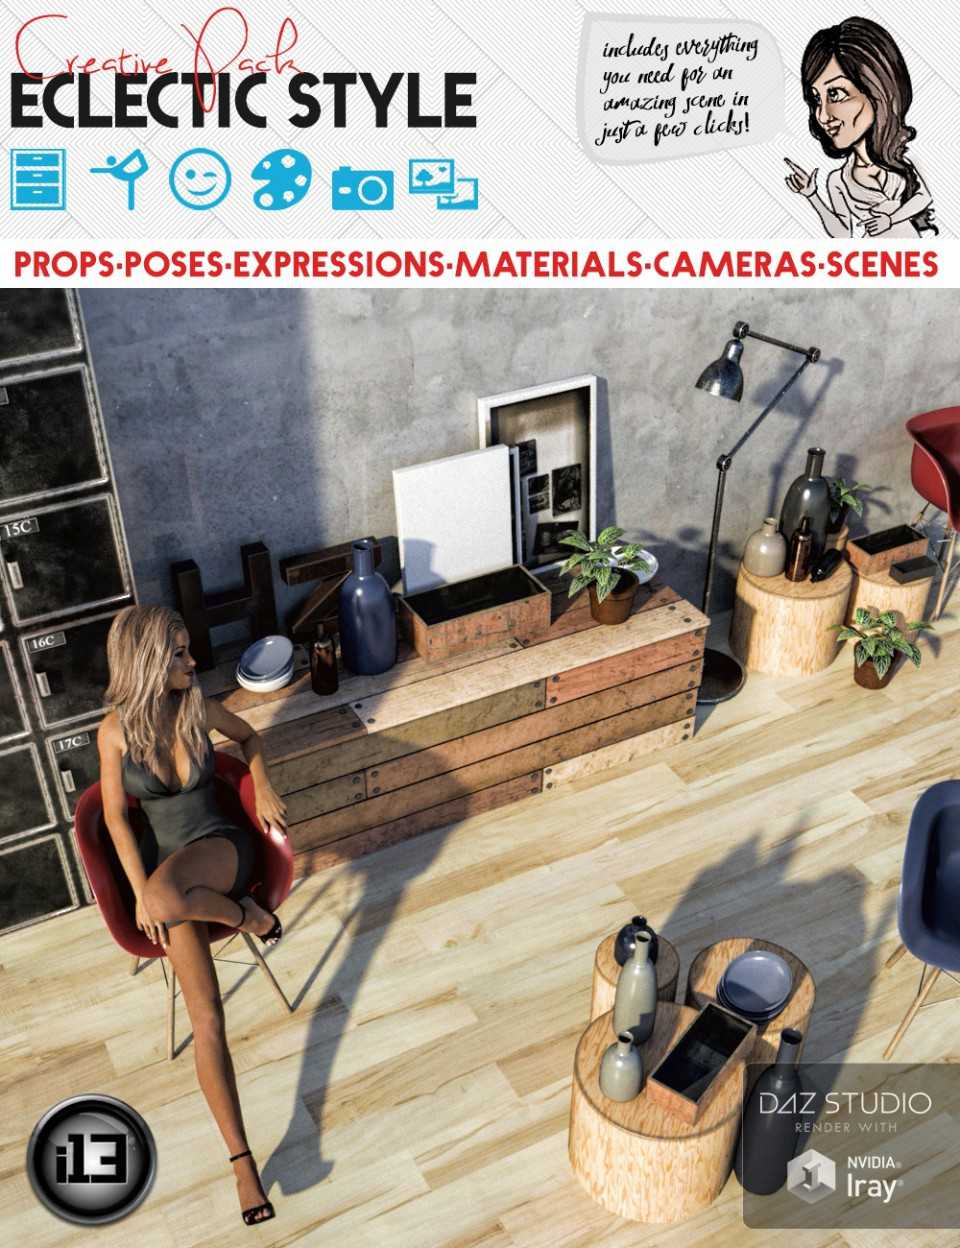 Creative Pack
ECLECTIC STYLE
includes everything
you need for an
amazing scene in
just a few clicks!
PROPS·POSES·EXPRESSIONS·MATERIALS·CAMERAS·SCENES
15C
16C
17C
H7
i13
DAZ STUDIO
RENDER WITH
NVIDIA®
Iray®